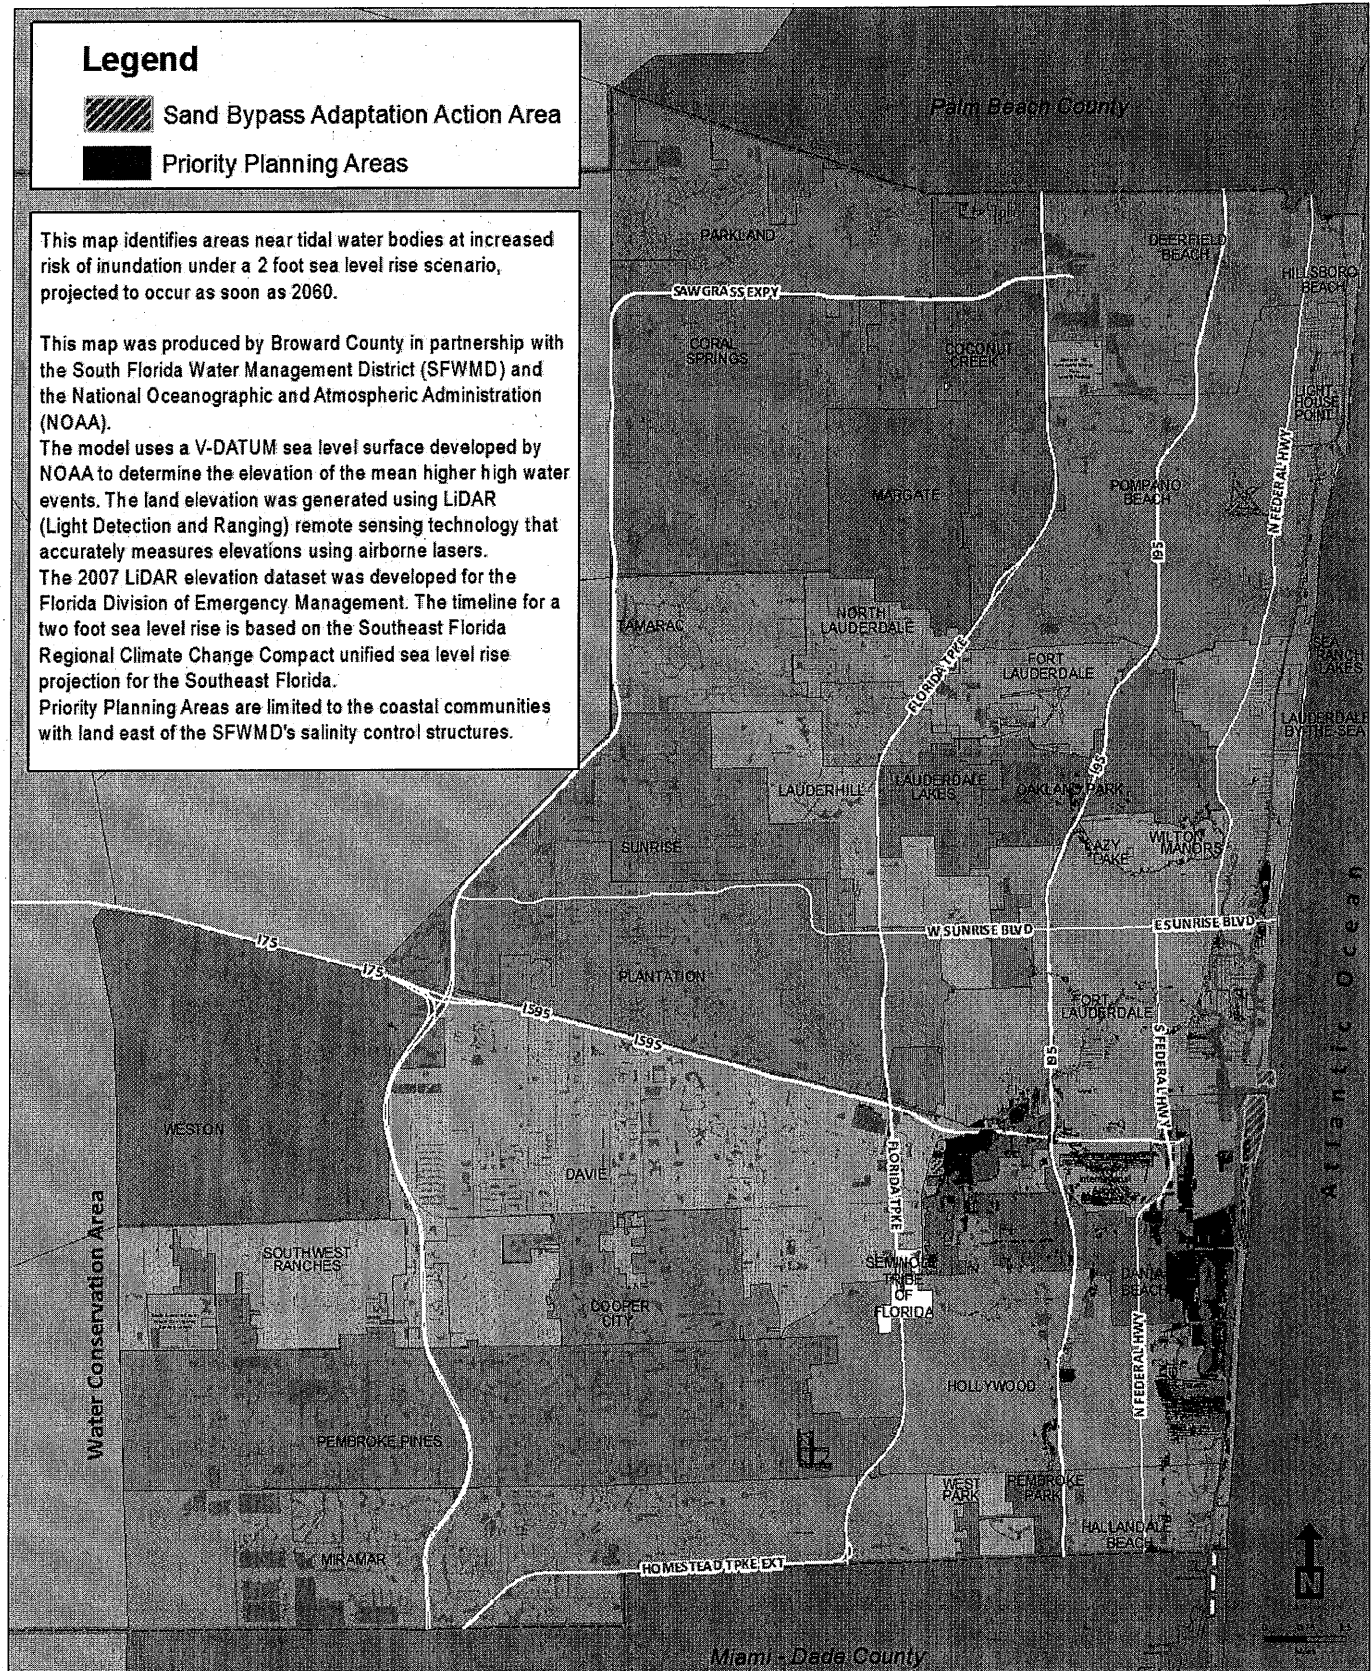 Legend
Sand Bypass Adaptation Action Area
Priority Planning Areas
This map identifies areas near tidal water bodies at increased
risk of inundation under a 2 foot sea level rise scenario,
projected to occur as soon as 2060.
This map was produced by Broward County in partnership with
the South Florida Water Management District (SFWMD) and
the National Oceanographic and Atmospheric Administration
(NOAA).
The model uses a V-DATUM sea level surface developed by
NOAA to determine the elevation of the mean higher high water
events. The land elevation was generated using LiDAR
(Light Detection and Ranging) remote sensing technology that
accurately measures elevations using airborne lasers.
The 2007 LiDAR elevation dataset was developed for the
Florida Division of Emergency Management. The timeline for a
two foot sea level rise is based on the Southeast Florida
Regional Climate Change Compact unified sea level rise
projection for the Southeast Florida.
Priority Planning Areas are limited to the coastal communities
with land east of the SFWMD's salinity control structures.
Palm Beach County
PARKLAND
DEERFIELD
BEACH
HILLSBORO
BEACH
SAWGRASS EXPY
CORAL
SPRINGS
COCONUT
CREEK
LIGHT
HOUSE
POINT
MARGATE
POMPANO
BEACH
N FEDERAL HWY
I95
TAMARAC
NORTH
LAUDERDALE
FLORIDA TPKE
FORT
LAUDERDALE
SEA
RANCH
LAKES
LAUDERDALE
BY THE SEA
I95
LAUDERHILL
LAUDERDALE
LAKES
OAKLAND PARK
SUNRISE
LAZY
LAKE
WILTON
MANORS
W SUNRISE BLVD
E SUNRISE BLVD
I75
I75
PLANTATION
I595
I595
FORT
LAUDERDALE
I95
S FEDERAL HWY
Atlantic Ocean
WESTON
DAVIE
FLORIDA TPKE
International
Water Conservation Area
SOUTHWEST
RANCHES
COOPER
CITY
SEMINOLE
TRIBE
OF
FLORIDA
DANIA
BEACH
N FEDERAL HWY
HOLLYWOOD
PEMBROKE PINES
WEST
PARK
PEMBROKE
PARK
HALLANDALE
BEACH
MIRAMAR
HOMESTEAD TPKE EXT
N
Miami - Dade County